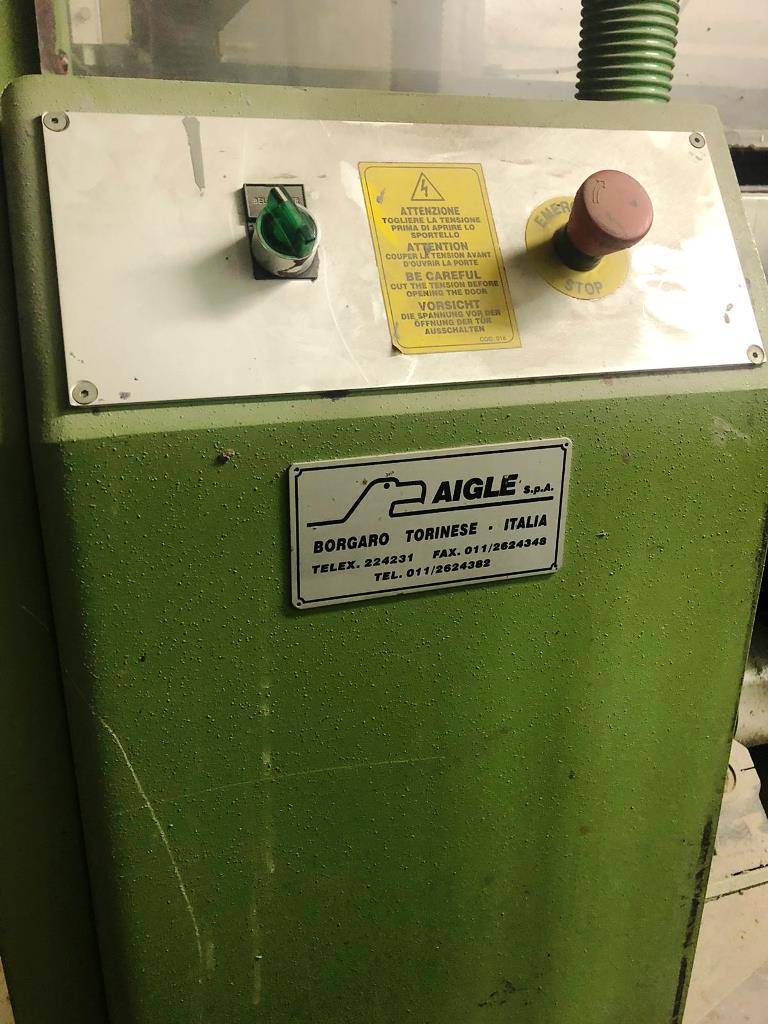 ATTENZIONE
TOGLIERE LA TENSIONE
PRIMA DI APRIRE LO
SPORTELLO
ATTENTION
COUPER LA TENSION AVANT
D'OUVRIR LA PORTE
BE CAREFUL
CUT THE TENSION BEFORE
OPENING THE DOOR
VORSICHT
DIE SPANNUNG VOR DER
ÖFFNUNG DER TÜR
AUSSCHALTEN
COD. 016
STOP
AIGLE S.p.A.
BORGARO TORINESE · ITALIA
TELEX. 224231 FAX. 011/2624348
TEL. 011/2624382